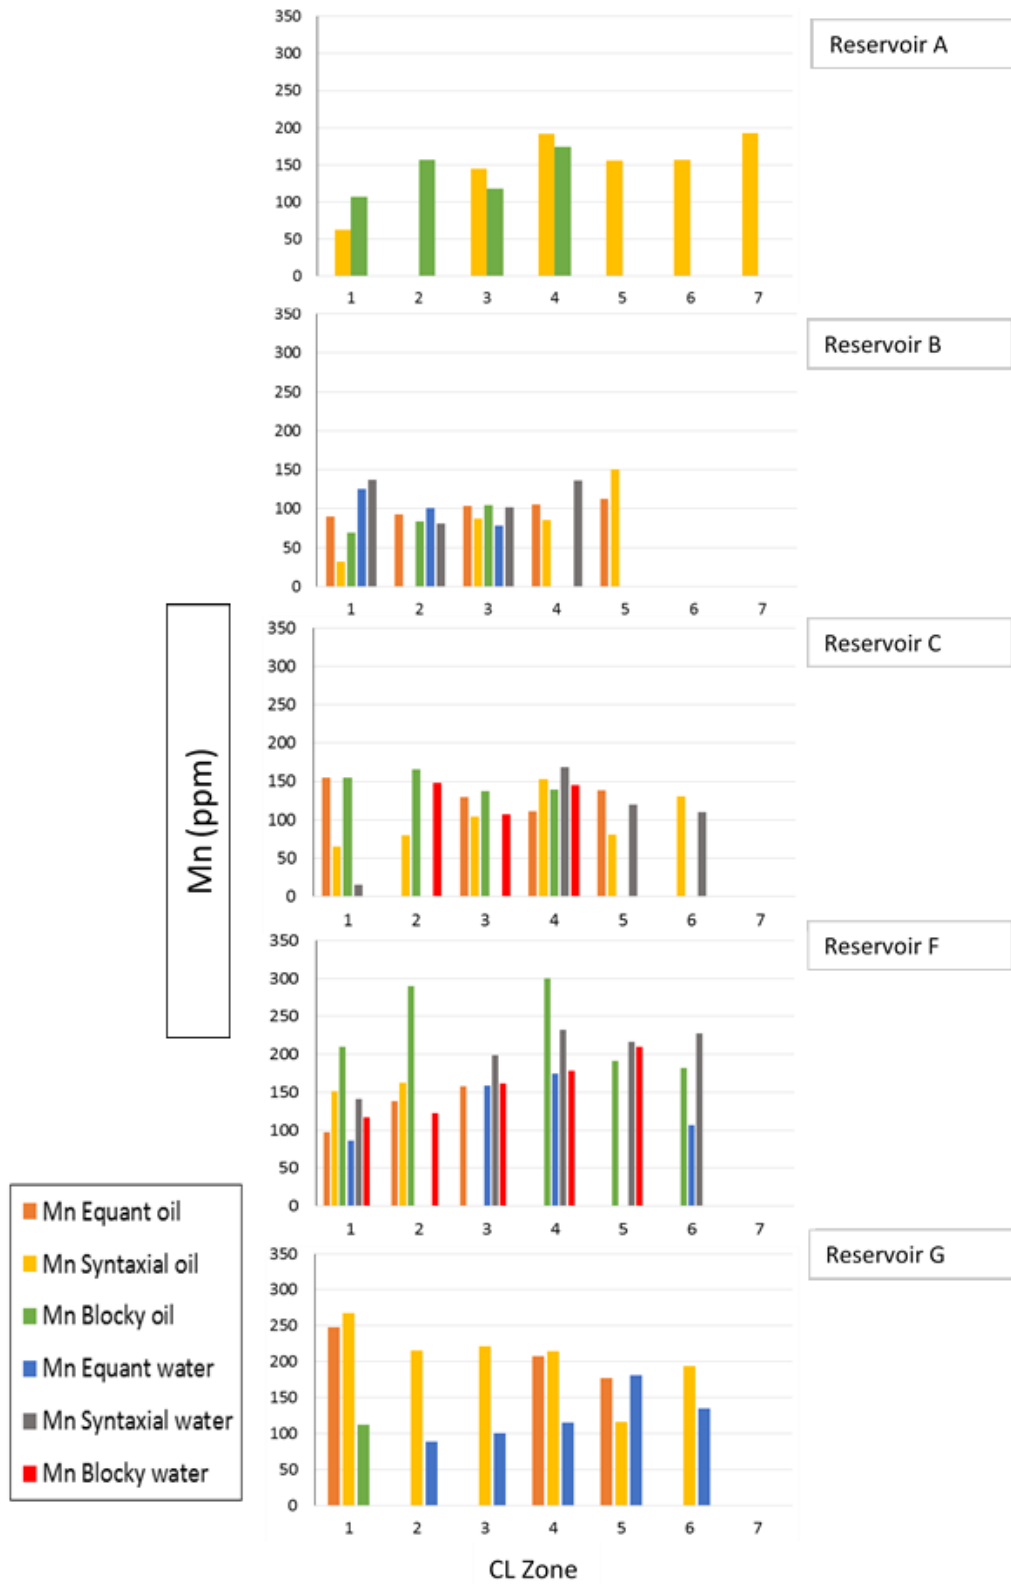 350
300
250
200
150
100
50
0
1 2 3 4 5 6 7
Reservoir A
350
300
250
200
150
100
50
0
1 2 3 4 5 6 7
Reservoir B
350
300
250
200
150
100
50
0
1 2 3 4 5 6 7
Reservoir C
Mn (ppm)
350
300
250
200
150
100
50
0
1 2 3 4 5 6 7
Reservoir F
Mn Equant oil
Mn Syntaxial oil
Mn Blocky oil
Mn Equant water
Mn Syntaxial water
Mn Blocky water
350
300
250
200
150
100
50
0
1 2 3 4 5 6 7
Reservoir G
CL Zone